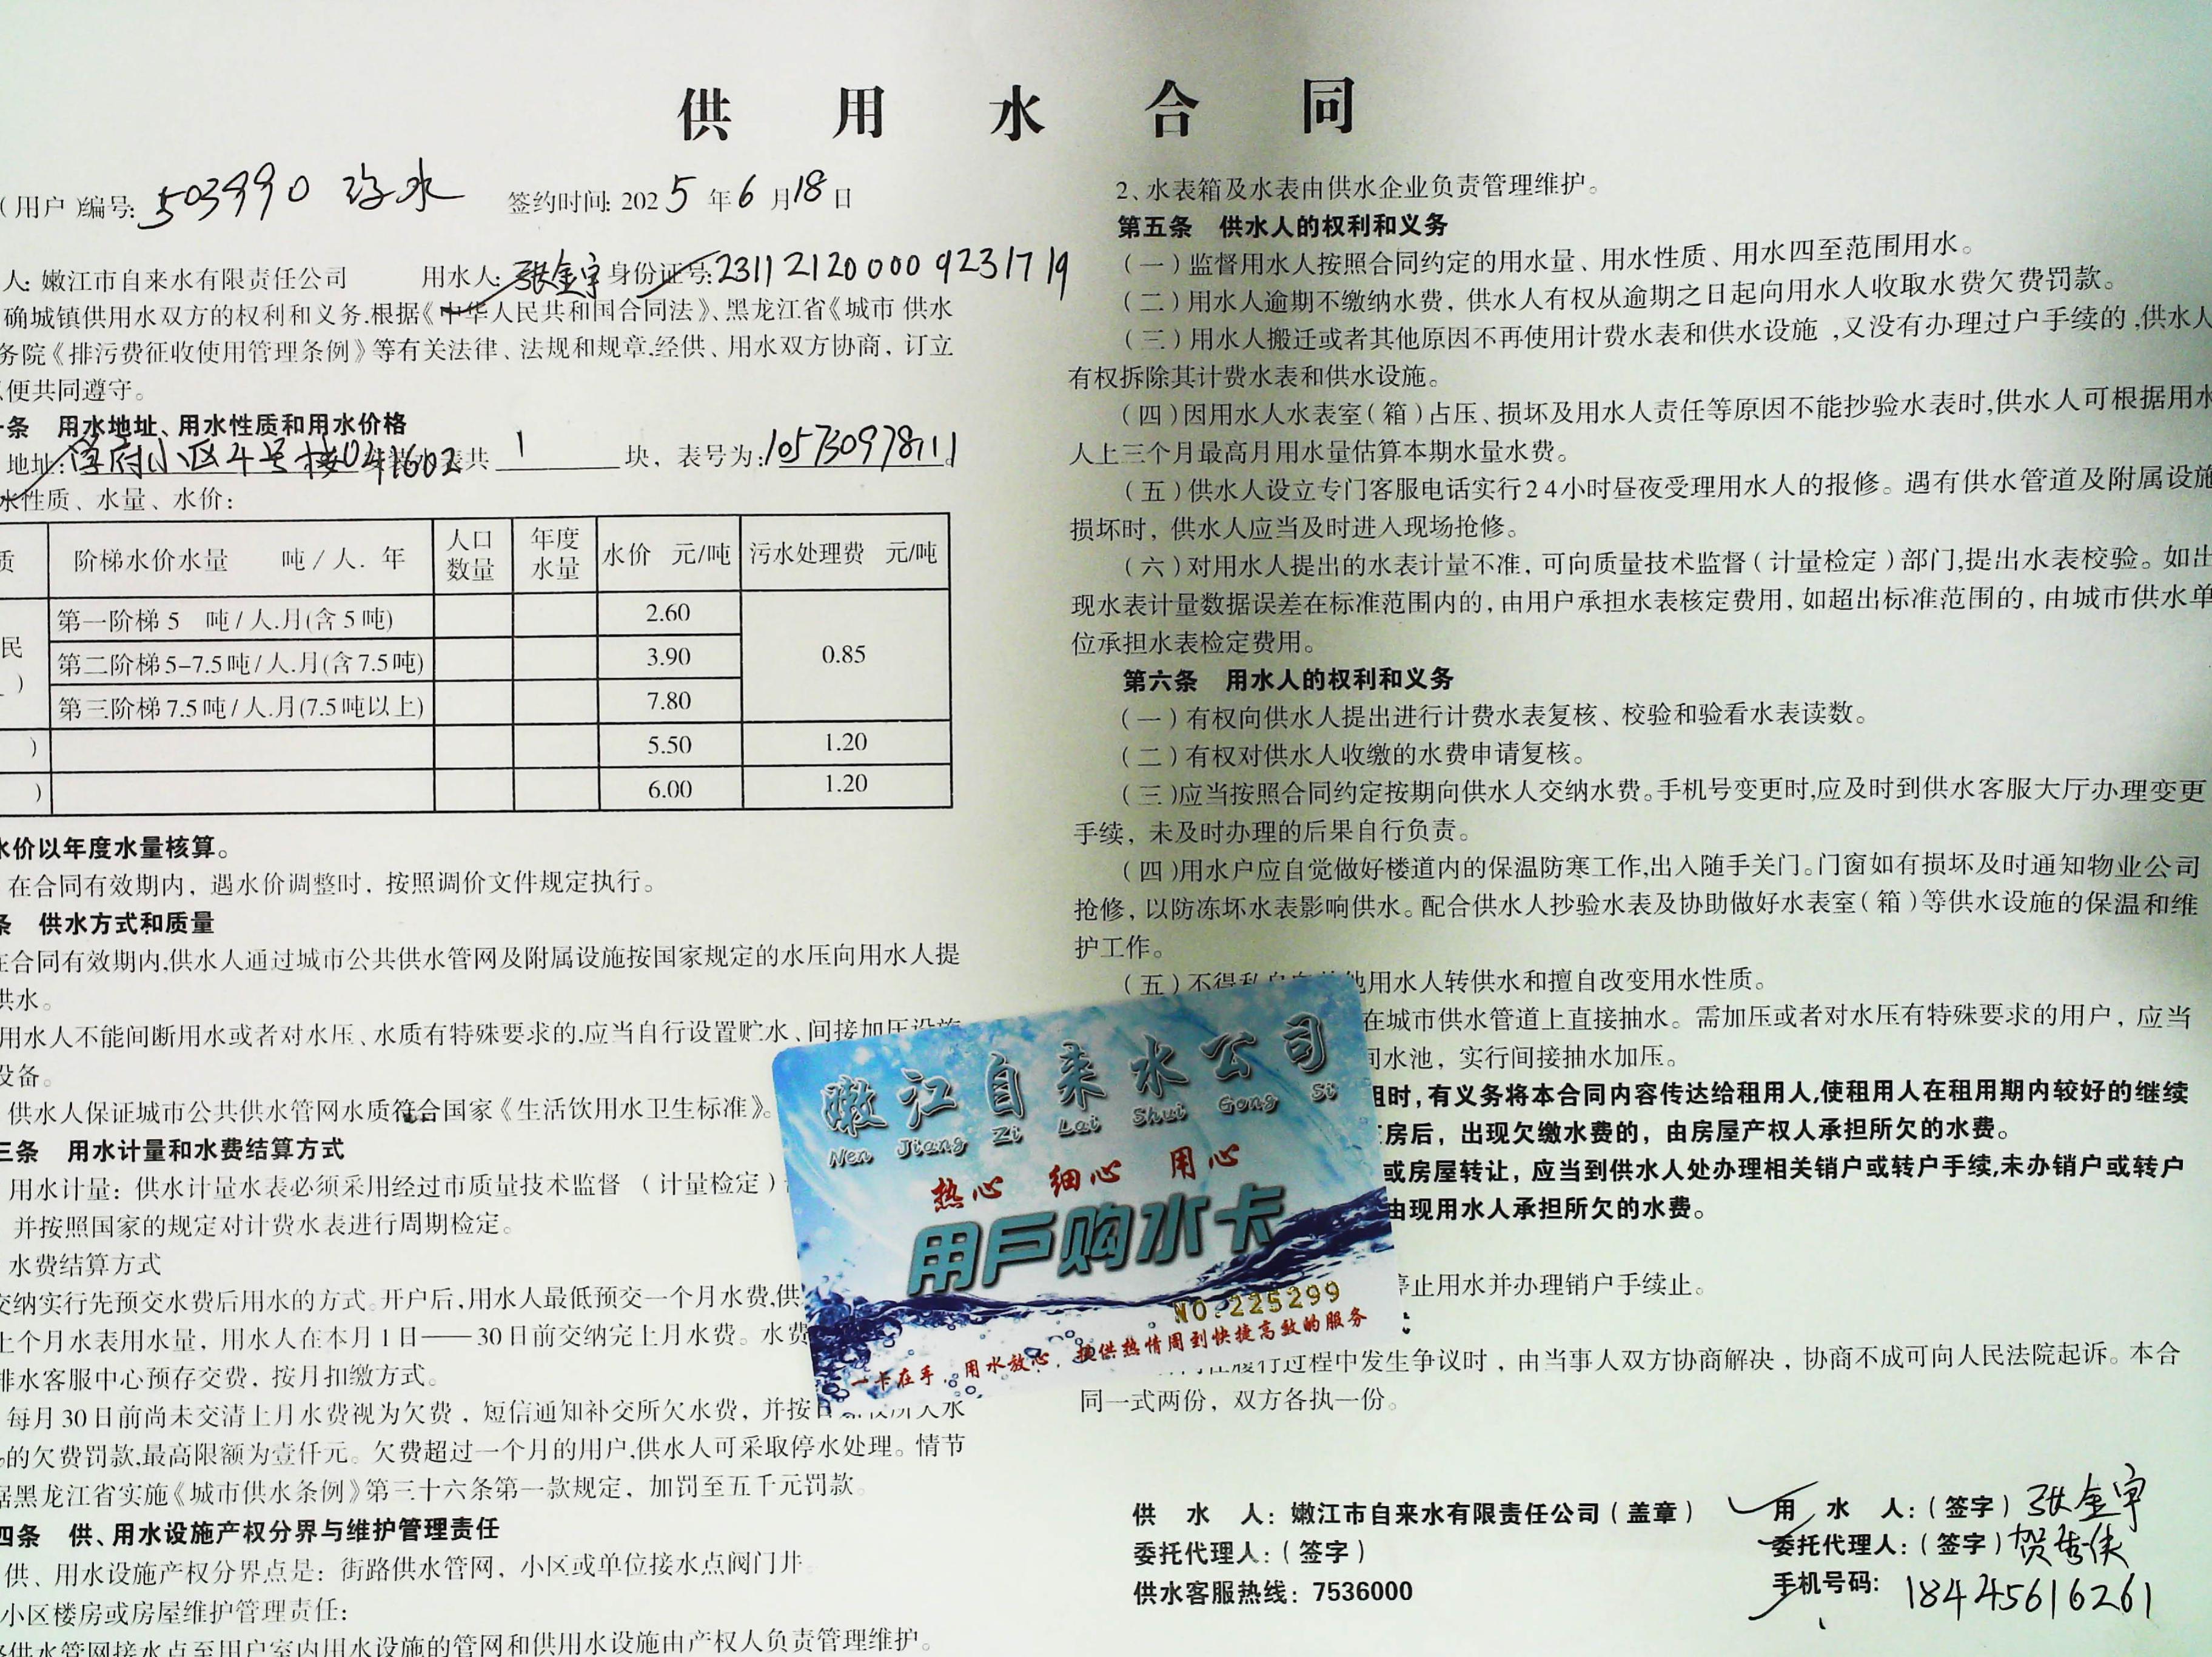 供用水合同
（用户）编号：503990 冷水 签约时间：2025年6月18日
人：嫩江市自来水有限责任公司 用水人：张金宇 身份证号：231121200009231719
确城镇供用水双方的权利和义务.根据《中华人民共和国合同法》、黑龙江省《城市 供水
务院《排污费征收使用管理条例》等有关法律、法规和规章.经供、用水双方协商，订立
便共同遵守。
条 用水地址、用水性质和用水价格
地址：府小区4号楼041602 表共 1 块，表号为：10573097811
水性质、水量、水价：
质 阶梯水价水量 吨/人.年 人口数量 年度水量 水价 元/吨 污水处理费 元/吨
民 第一阶梯 5 吨/人.月(含 5 吨) 2.60
第二阶梯 5-7.5吨/人.月(含 7.5吨) 3.90 0.85
） 第三阶梯 7.5吨/人.月(7.5吨以上) 7.80
） 5.50 1.20
） 6.00 1.20
水价以年度水量核算。
在合同有效期内，遇水价调整时，按照调价文件规定执行。
条 供水方式和质量
在合同有效期内,供水人通过城市公共供水管网及附属设施按国家规定的水压向用水人提
供水。
用水人不能间断用水或者对水压、水质有特殊要求的,应当自行设置贮水、间接加压设施
设备。
供水人保证城市公共供水管网水质符合国家《生活饮用水卫生标准》。
三条 用水计量和水费结算方式
用水计量：供水计量水表必须采用经过市质量技术监督（计量检定）
并按照国家的规定对计费水表进行周期检定。
水费结算方式
交纳实行先预交水费后用水的方式.开户后,用水人最低预交一个月水费,供
上个月水表用水量，用水人在本月1日——30日前交纳完上月水费。水费
排水客服中心预存交费，按月扣缴方式。
每月30日前尚未交清上月水费视为欠费，短信通知补交所欠水费，并按
的欠费罚款,最高限额为壹仟元。欠费超过一个月的用户,供水人可采取停水处理。情节
据黑龙江省实施《城市供水条例》第三十六条第一款规定，加罚至五千元罚款
四条 供、用水设施产权分界与维护管理责任
供、用水设施产权分界点是：街路供水管网，小区或单位接水点阀门井
小区楼房或房屋维护管理责任：
供水管网接水点至用户室内用水设施的管网和供用水设施由产权人负责管理维护。
2、水表箱及水表由供水企业负责管理维护。
第五条 供水人的权利和义务
（一）监督用水人按照合同约定的用水量、用水性质、用水四至范围用水。
（二）用水人逾期不缴纳水费，供水人有权从逾期之日起向用水人收取水费欠费罚款。
（三）用水人搬迁或者其他原因不再使用计费水表和供水设施，又没有办理过户手续的,供水人
有权拆除其计费水表和供水设施。
（四）因用水人水表室（箱）占压、损坏及用水人责任等原因不能抄验水表时,供水人可根据用水
人上三个月最高月用水量估算本期水量水费。
（五）供水人设立专门客服电话实行24小时昼夜受理用水人的报修。遇有供水管道及附属设施
损坏时，供水人应当及时进入现场抢修。
（六）对用水人提出的水表计量不准，可向质量技术监督（计量检定）部门,提出水表校验。如出
现水表计量数据误差在标准范围内的，由用户承担水表核定费用，如超出标准范围的，由城市供水单
位承担水表检定费用。
第六条 用水人的权利和义务
（一）有权向供水人提出进行计费水表复核、校验和验看水表读数。
（二）有权对供水人收缴的水费申请复核。
（三）应当按照合同约定按期向供水人交纳水费。手机号变更时,应及时到供水客服大厅办理变更
手续，未及时办理的后果自行负责。
（四）用水户应自觉做好楼道内的保温防寒工作,出入随手关门。门窗如有损坏及时通知物业公司
抢修，以防冻坏水表影响供水。配合供水人抄验水表及协助做好水表室（箱）等供水设施的保温和维
护工作。
（五）不得私自向其他用水人转供水和擅自改变用水性质。
在城市供水管道上直接抽水。需加压或者对水压有特殊要求的用户，应当
间水池，实行间接抽水加压。
租时，有义务将本合同内容传达给租用人,使租用人在租用期内较好的继续
房后，出现欠缴水费的，由房屋产权人承担所欠的水费。
或房屋转让，应当到供水人处办理相关销户或转户手续,未办销户或转户
由现用水人承担所欠的水费。
停止用水并办理销户手续止。
履行过程中发生争议时，由当事人双方协商解决，协商不成可向人民法院起诉。本合
同一式两份，双方各执一份。
嫩江自来水公司
Nen Jiang Zi Lai Shui Gong Si
热心 细心 用心
用户购水卡
NO:225299
一卡在手，用水放心，提供热情周到快捷高效的服务
供 水 人：嫩江市自来水有限责任公司（盖章） 用 水 人：（签字）张金宇
委托代理人：（签字） 委托代理人：（签字）贺
供水客服热线：7536000 手机号码：18445616261